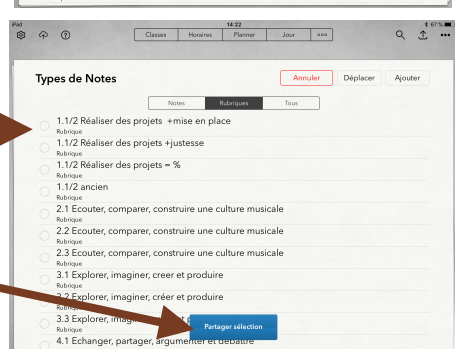 iPad
14:22
67 %
Classes Horaires Planner Jour
Types de Notes
Annuler Déplacer Ajouter
Notes Rubriques Tous
1.1/2 Réaliser des projets +mise en place
Rubrique
1.1/2 Réaliser des projets +justesse
Rubrique
1.1/2 Réaliser des projets = %
Rubrique
1.1/2 ancien
Rubrique
2.1 Ecouter, comparer, construire une culture musicale
Rubrique
2.2 Ecouter, comparer, construire une culture musicale
Rubrique
2.3 Ecouter, comparer, construire une culture musicale
Rubrique
3.1 Explorer, imaginer, creer et produire
Rubrique
3.2 Explorer, imaginer, créer et produire
Rubrique
3.3 Explorer,
Rubrique
Partager sélection
4.1 Echanger, partager, argumenter et débattre